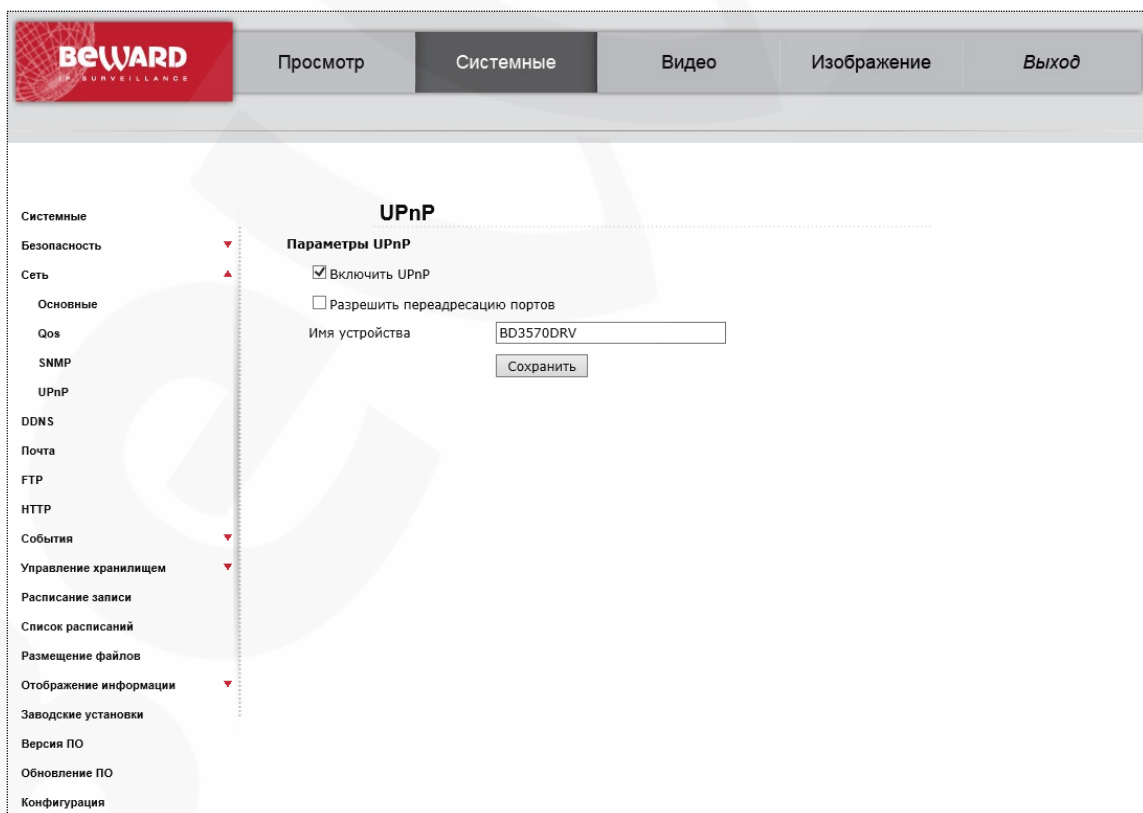 BEWARD
IP SURVEILLANCE
Просмотр
Системные
Видео
Изображение
Выход
Системные
Безопасность
Сеть
Основные
Qos
SNMP
UPnP
DDNS
Почта
FTP
HTTP
События
Управление хранилищем
Расписание записи
Список расписаний
Размещение файлов
Отображение информации
Заводские установки
Версия ПО
Обновление ПО
Конфигурация
UPnP
Параметры UPnP
Включить UPnP
Разрешить переадресацию портов
Имя устройства BD3570DRV
Сохранить